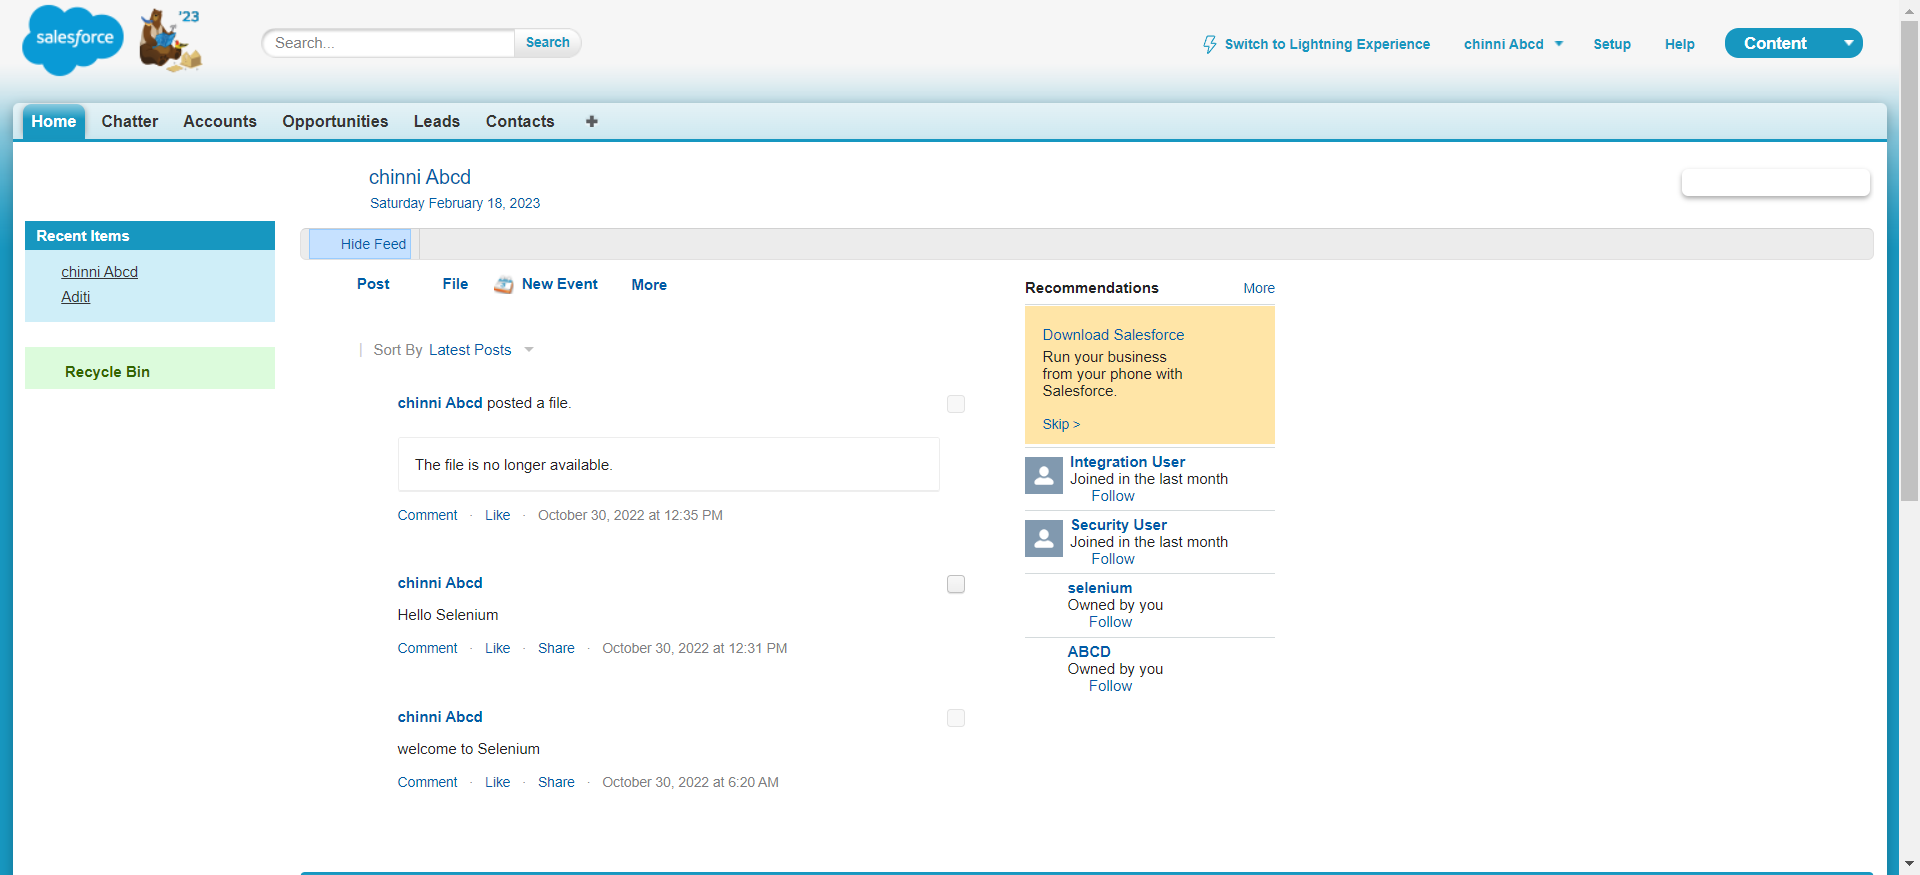 salesforce
'23
Search...
Search
Switch to Lightning Experience
chinni Abcd
Setup
Help
Content
Home
Chatter
Accounts
Opportunities
Leads
Contacts
chinni Abcd
Saturday February 18, 2023
Recent Items
chinni Abcd
Aditi
Recycle Bin
Hide Feed
Post
File
New Event
More
| Sort By Latest Posts
chinni Abcd posted a file.
The file is no longer available.
Comment · Like · October 30, 2022 at 12:35 PM
chinni Abcd
Hello Selenium
Comment · Like · Share · October 30, 2022 at 12:31 PM
chinni Abcd
welcome to Selenium
Comment · Like · Share · October 30, 2022 at 6:20 AM
Recommendations
More
Download Salesforce
Run your business
from your phone with
Salesforce.
Skip >
Integration User
Joined in the last month
Follow
Security User
Joined in the last month
Follow
selenium
Owned by you
Follow
ABCD
Owned by you
Follow